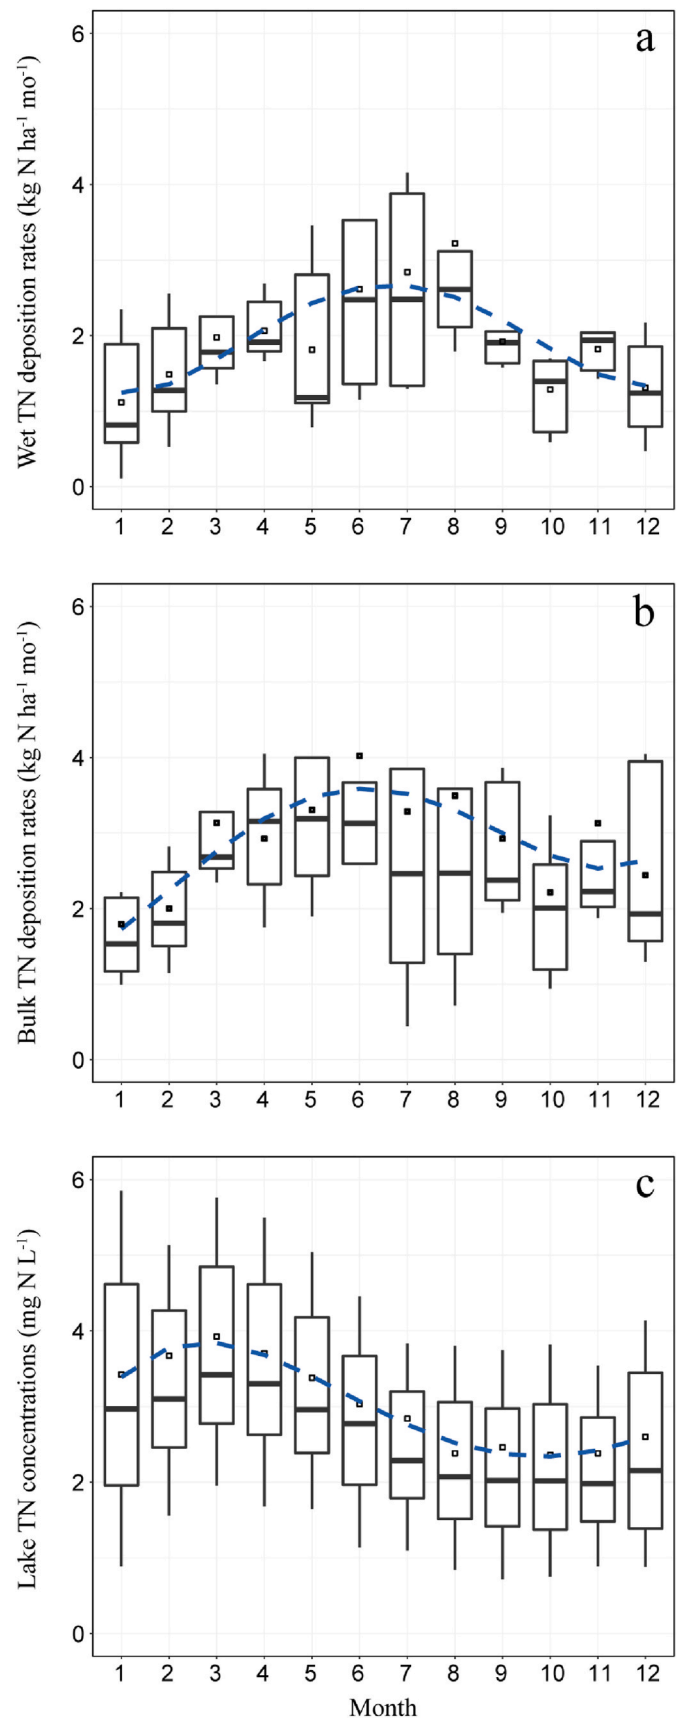 a
Wet TN deposition rates (kg N ha⁻¹ mo⁻¹)
6
4
2
0
1 2 3 4 5 6 7 8 9 10 11 12
b
Bulk TN deposition rates (kg N ha⁻¹ mo⁻¹)
6
4
2
0
1 2 3 4 5 6 7 8 9 10 11 12
c
Lake TN concentrations (mg N L⁻¹)
6
4
2
0
1 2 3 4 5 6 7 8 9 10 11 12
Month